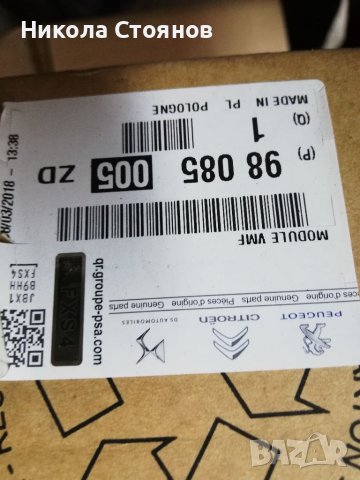 Никола Стоянов
PEUGEOT
CITROËN
DS AUTOMOBILES
Pièces d'origine Genuine parts Pièces d'origine Genuine parts
qr.groupe-psa.com
FXS4
JBX1
B9HH
FXS4
MODULE VMF
(P)
98 085 005 ZD
(Q)
1
MADE IN PL POLOGNE
/03/2018 - 13:38
BAZAR